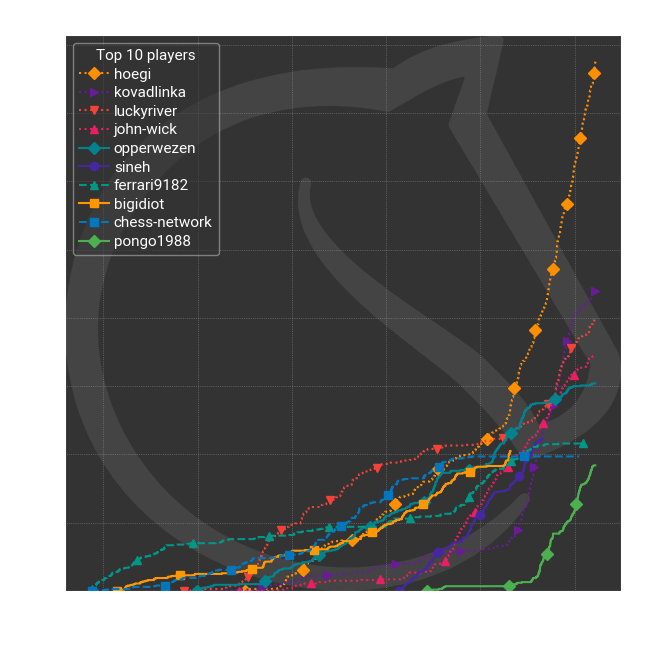 Top 10 players
hoegi
kovadlinka
luckyriver
john-wick
opperwezen
sineh
ferrari9182
bigidiot
chess-network
pongo1988